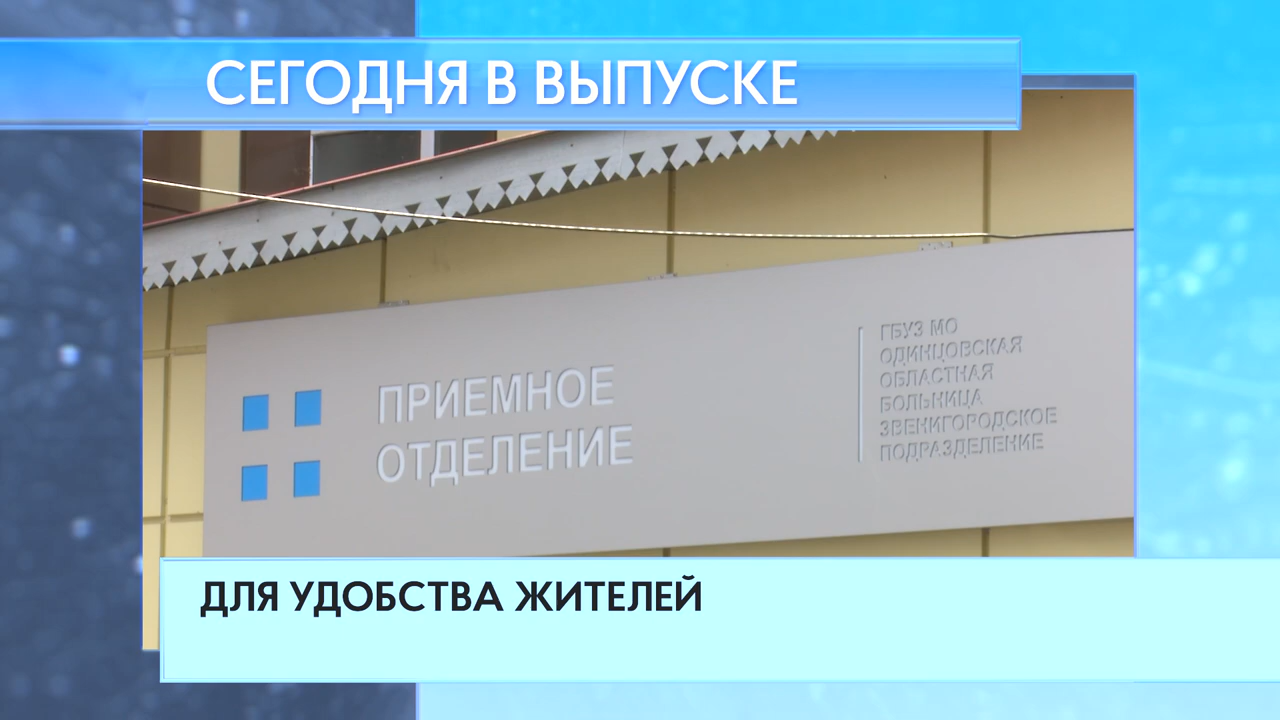 СЕГОДНЯ В ВЫПУСКЕ
ПРИЕМНОЕ
ОТДЕЛЕНИЕ
ГБУЗ МО
ОДИНЦОВСКАЯ
ОБЛАСТНАЯ
БОЛЬНИЦА
ЗВЕНИГОРОДСКОЕ
ПОДРАЗДЕЛЕНИЕ
ДЛЯ УДОБСТВА ЖИТЕЛЕЙ